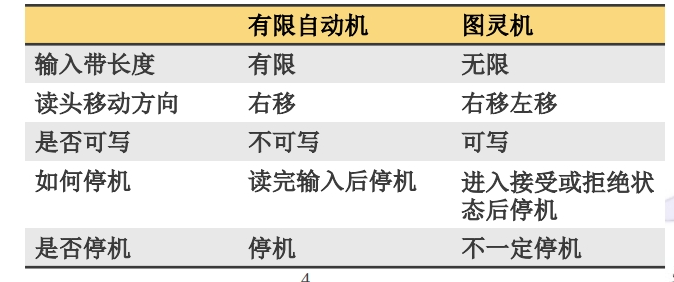 有限自动机 图灵机
输入带长度 有限 无限
读头移动方向 右移 右移左移
是否可写 不可写 可写
如何停机 读完输入后停机 进入接受或拒绝状
态后停机
是否停机 停机 不一定停机
4